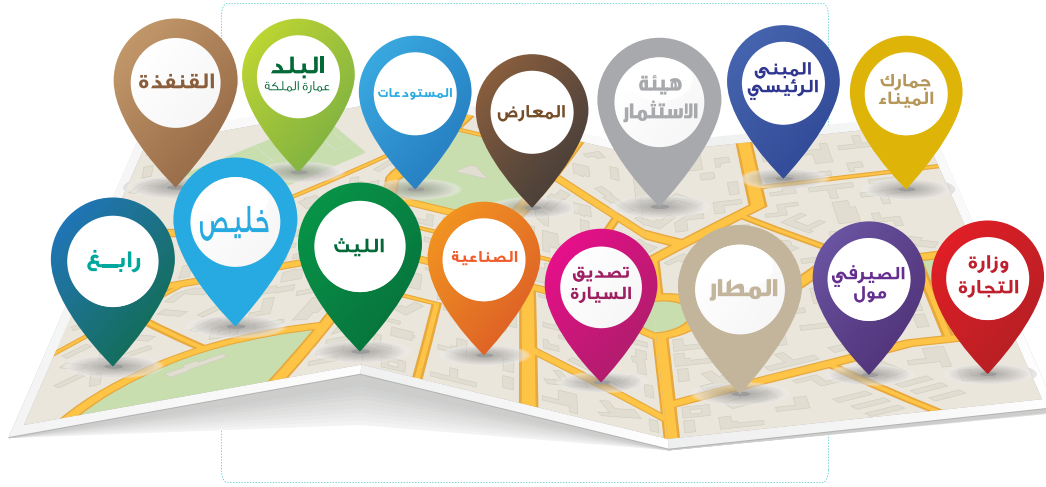 جمارك
الميناء
المبنى
الرئيسي
هيئة
الاستثمار
المعارض
المستودعات
البلد
عمارة الملكة
القنفذة
وزارة
التجارة
الصيرفي
مول
المطار
تصديق
السيارة
الصناعية
الليث
خليص
رابــغ